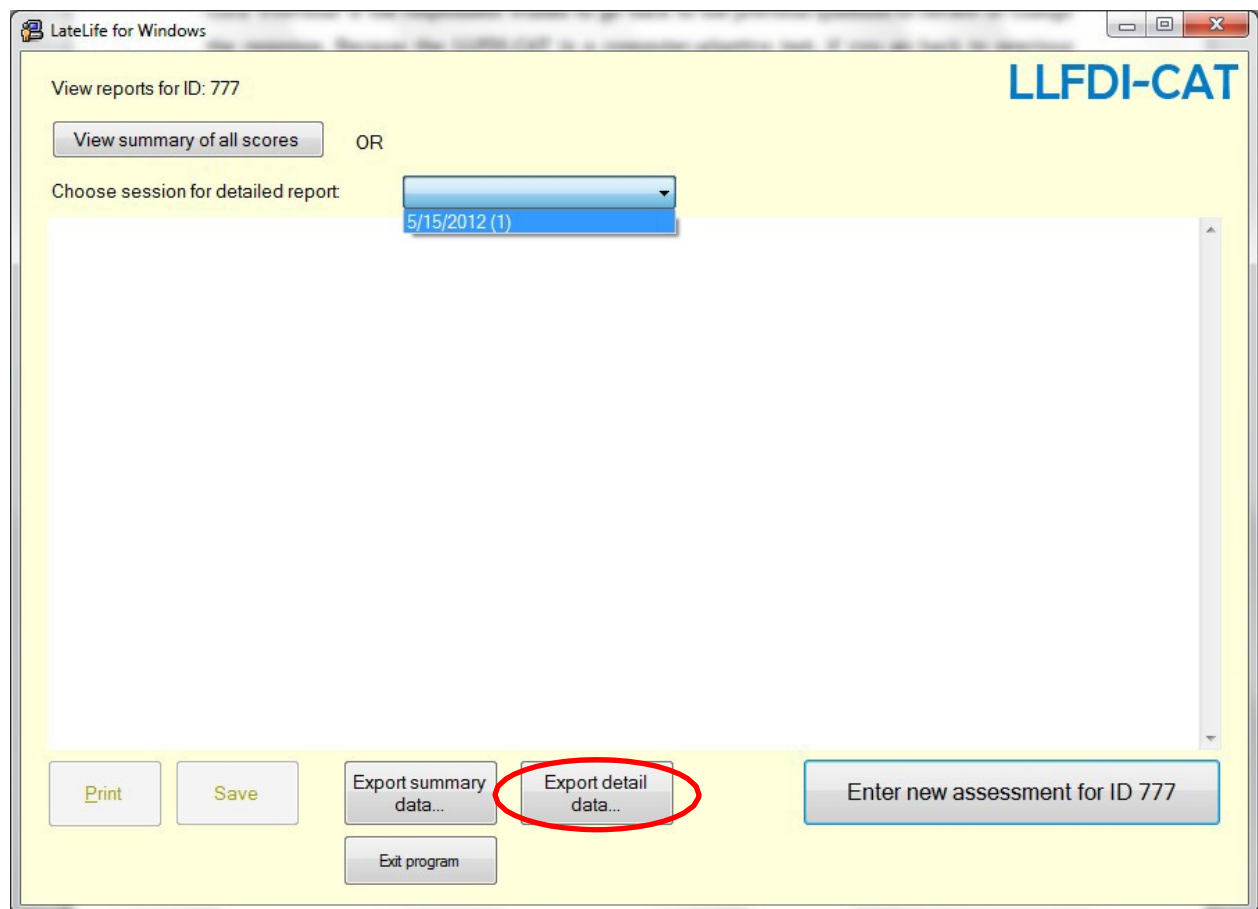 LateLife for Windows
LLFDI-CAT
View reports for ID: 777
View summary of all scores OR
Choose session for detailed report:
5/15/2012 (1)
Print Save
Export summary
data...
Export detail
data...
Enter new assessment for ID 777
Exit program